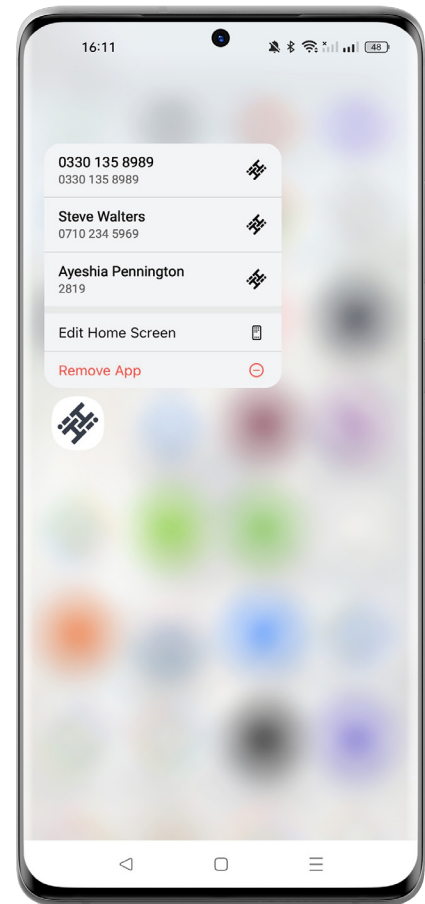 16:11
48
0330 135 8989
0330 135 8989
Steve Walters
0710 234 5969
Ayeshia Pennington
2819
Edit Home Screen
Remove App